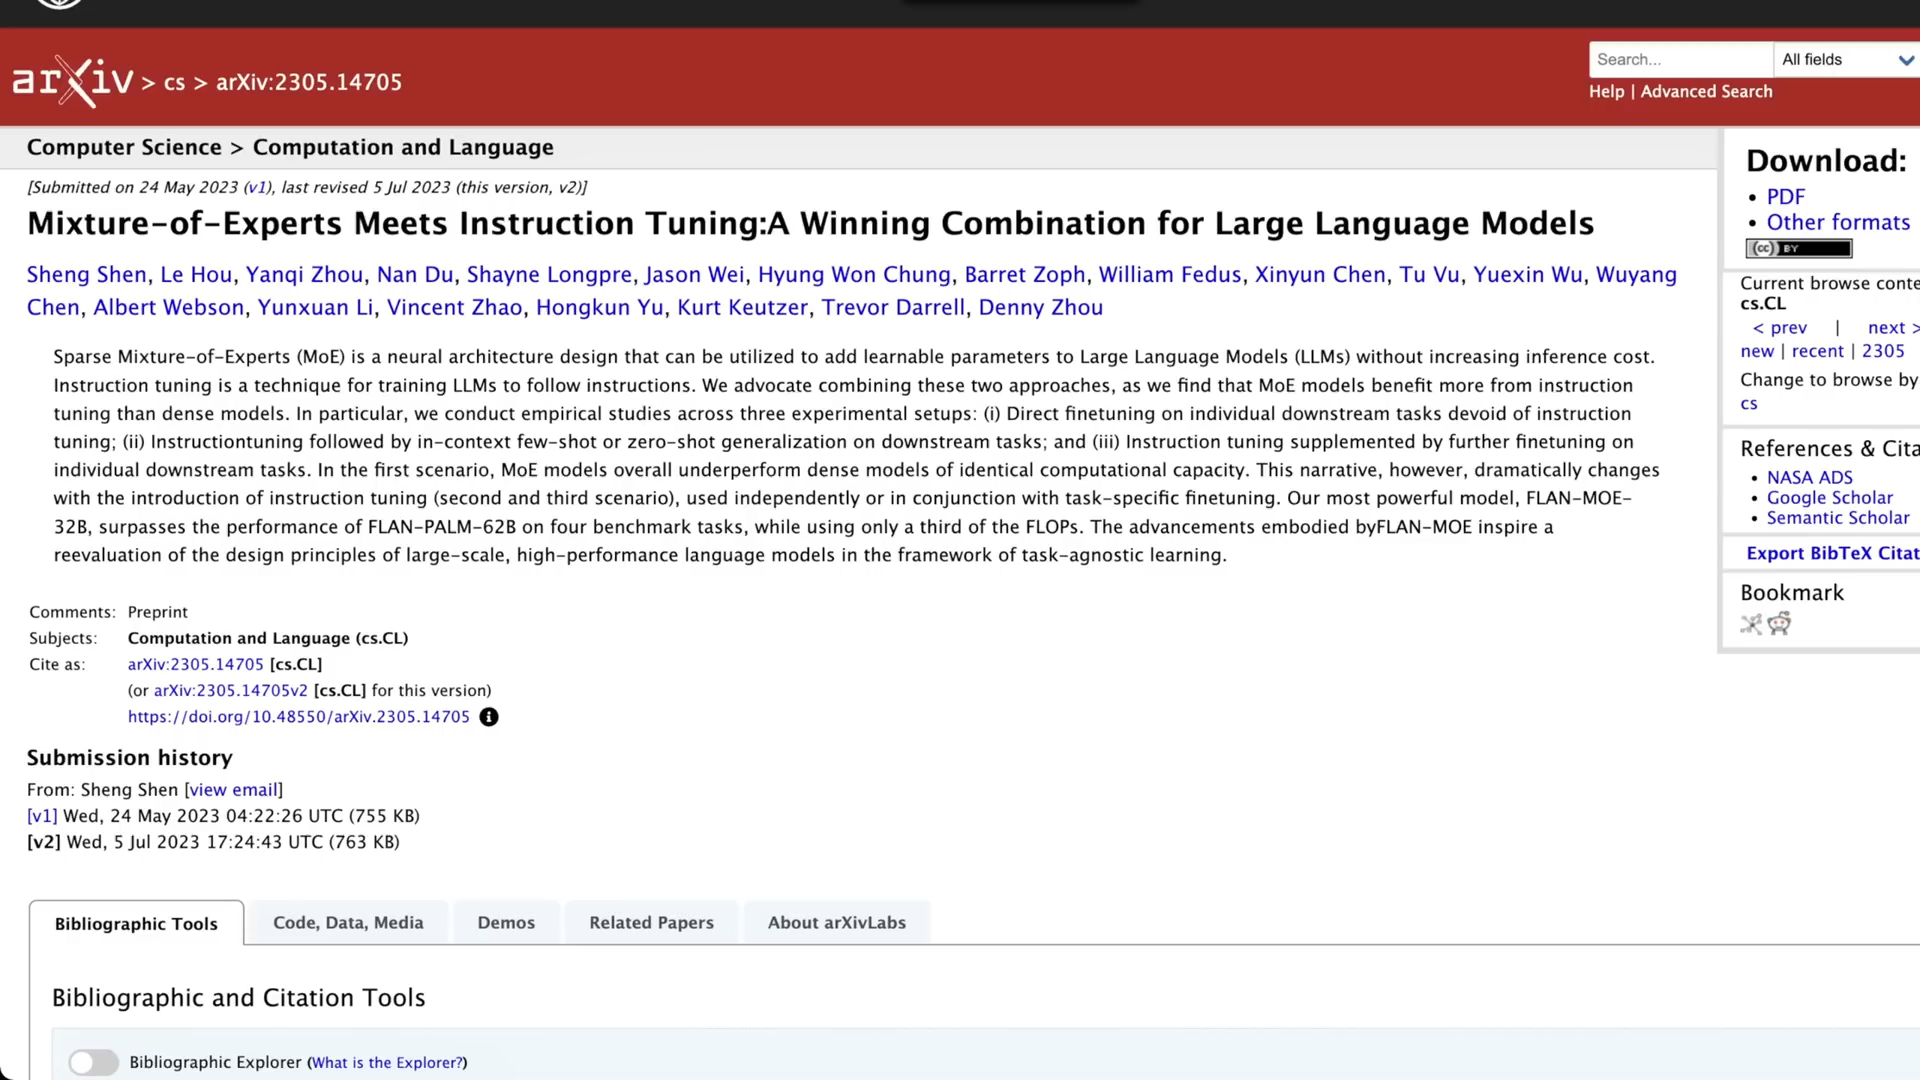 arXiv > cs > arXiv:2305.14705
Search...
All fields
Help | Advanced Search
Computer Science > Computation and Language
[Submitted on 24 May 2023 (v1), last revised 5 Jul 2023 (this version, v2)]
Mixture-of-Experts Meets Instruction Tuning:A Winning Combination for Large Language Models
Sheng Shen, Le Hou, Yanqi Zhou, Nan Du, Shayne Longpre, Jason Wei, Hyung Won Chung, Barret Zoph, William Fedus, Xinyun Chen, Tu Vu, Yuexin Wu, Wuyang
Chen, Albert Webson, Yunxuan Li, Vincent Zhao, Hongkun Yu, Kurt Keutzer, Trevor Darrell, Denny Zhou
Sparse Mixture-of-Experts (MoE) is a neural architecture design that can be utilized to add learnable parameters to Large Language Models (LLMs) without increasing inference cost.
Instruction tuning is a technique for training LLMs to follow instructions. We advocate combining these two approaches, as we find that MoE models benefit more from instruction
tuning than dense models. In particular, we conduct empirical studies across three experimental setups: (i) Direct finetuning on individual downstream tasks devoid of instruction
tuning; (ii) Instructiontuning followed by in-context few-shot or zero-shot generalization on downstream tasks; and (iii) Instruction tuning supplemented by further finetuning on
individual downstream tasks. In the first scenario, MoE models overall underperform dense models of identical computational capacity. This narrative, however, dramatically changes
with the introduction of instruction tuning (second and third scenario), used independently or in conjunction with task-specific finetuning. Our most powerful model, FLAN-MOE-
32B, surpasses the performance of FLAN-PALM-62B on four benchmark tasks, while using only a third of the FLOPs. The advancements embodied byFLAN-MOE inspire a
reevaluation of the design principles of large-scale, high-performance language models in the framework of task-agnostic learning.
Comments: Preprint
Subjects: Computation and Language (cs.CL)
Cite as: arXiv:2305.14705 [cs.CL]
(or arXiv:2305.14705v2 [cs.CL] for this version)
https://doi.org/10.48550/arXiv.2305.14705
Submission history
From: Sheng Shen [view email]
[v1] Wed, 24 May 2023 04:22:26 UTC (755 KB)
[v2] Wed, 5 Jul 2023 17:24:43 UTC (763 KB)
Bibliographic Tools
Code, Data, Media
Demos
Related Papers
About arXivLabs
Bibliographic and Citation Tools
Bibliographic Explorer (What is the Explorer?)
Download:
• PDF
• Other formats
(cc) BY
Current browse conte
cs.CL
< prev | next >
new | recent | 2305
Change to browse by
cs
References & Cita
• NASA ADS
• Google Scholar
• Semantic Scholar
Export BibTeX Citat
Bookmark